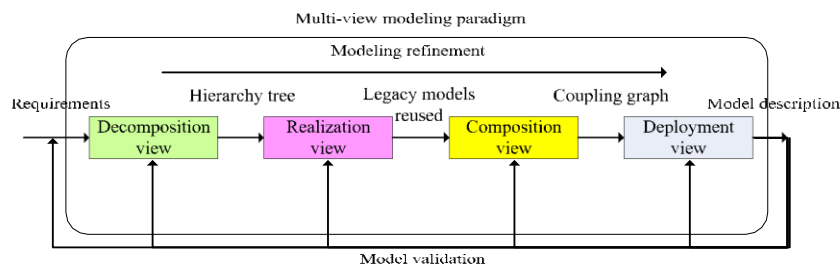 Multi-view modeling paradigm
Modeling refinement
Requirements
Hierarchy tree
Legacy models
reused
Coupling graph
Model description
Decomposition
view
Realization
view
Composition
view
Deployment
view
Model validation